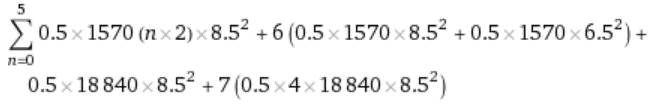 5
∑ 0.5×1570 (n×2)×8.5² + 6 (0.5×1570×8.5² + 0.5×1570×6.5²) +
n=0
0.5×18 840×8.5² + 7 (0.5×4×18 840×8.5²)